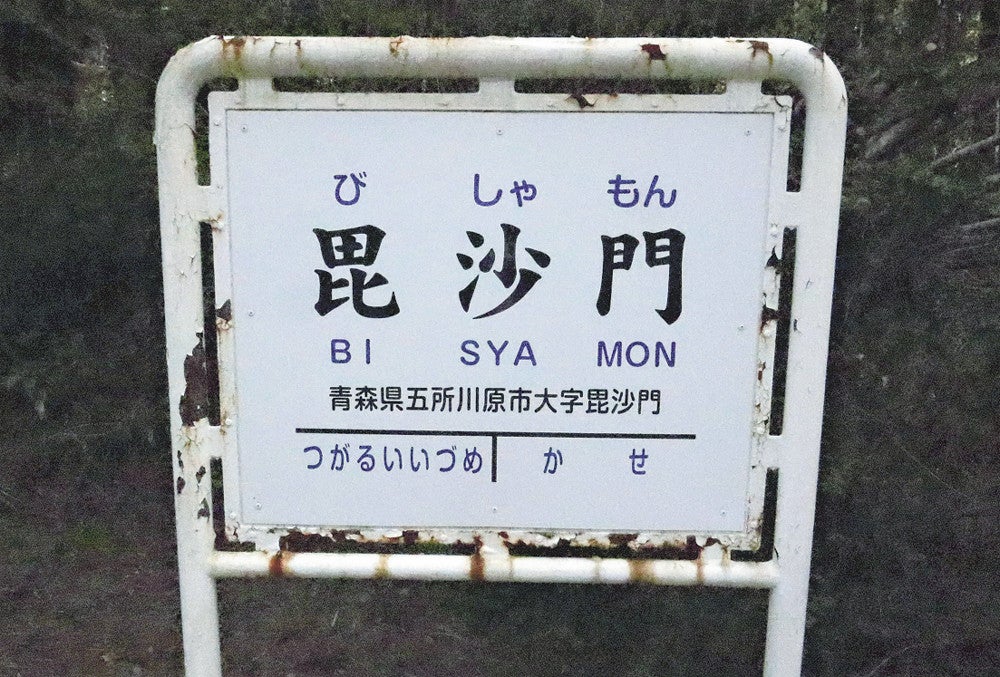 び しゃ もん
毘 沙 門
BI SYA MON
青森県五所川原市大字毘沙門
つがるいいづめ か せ